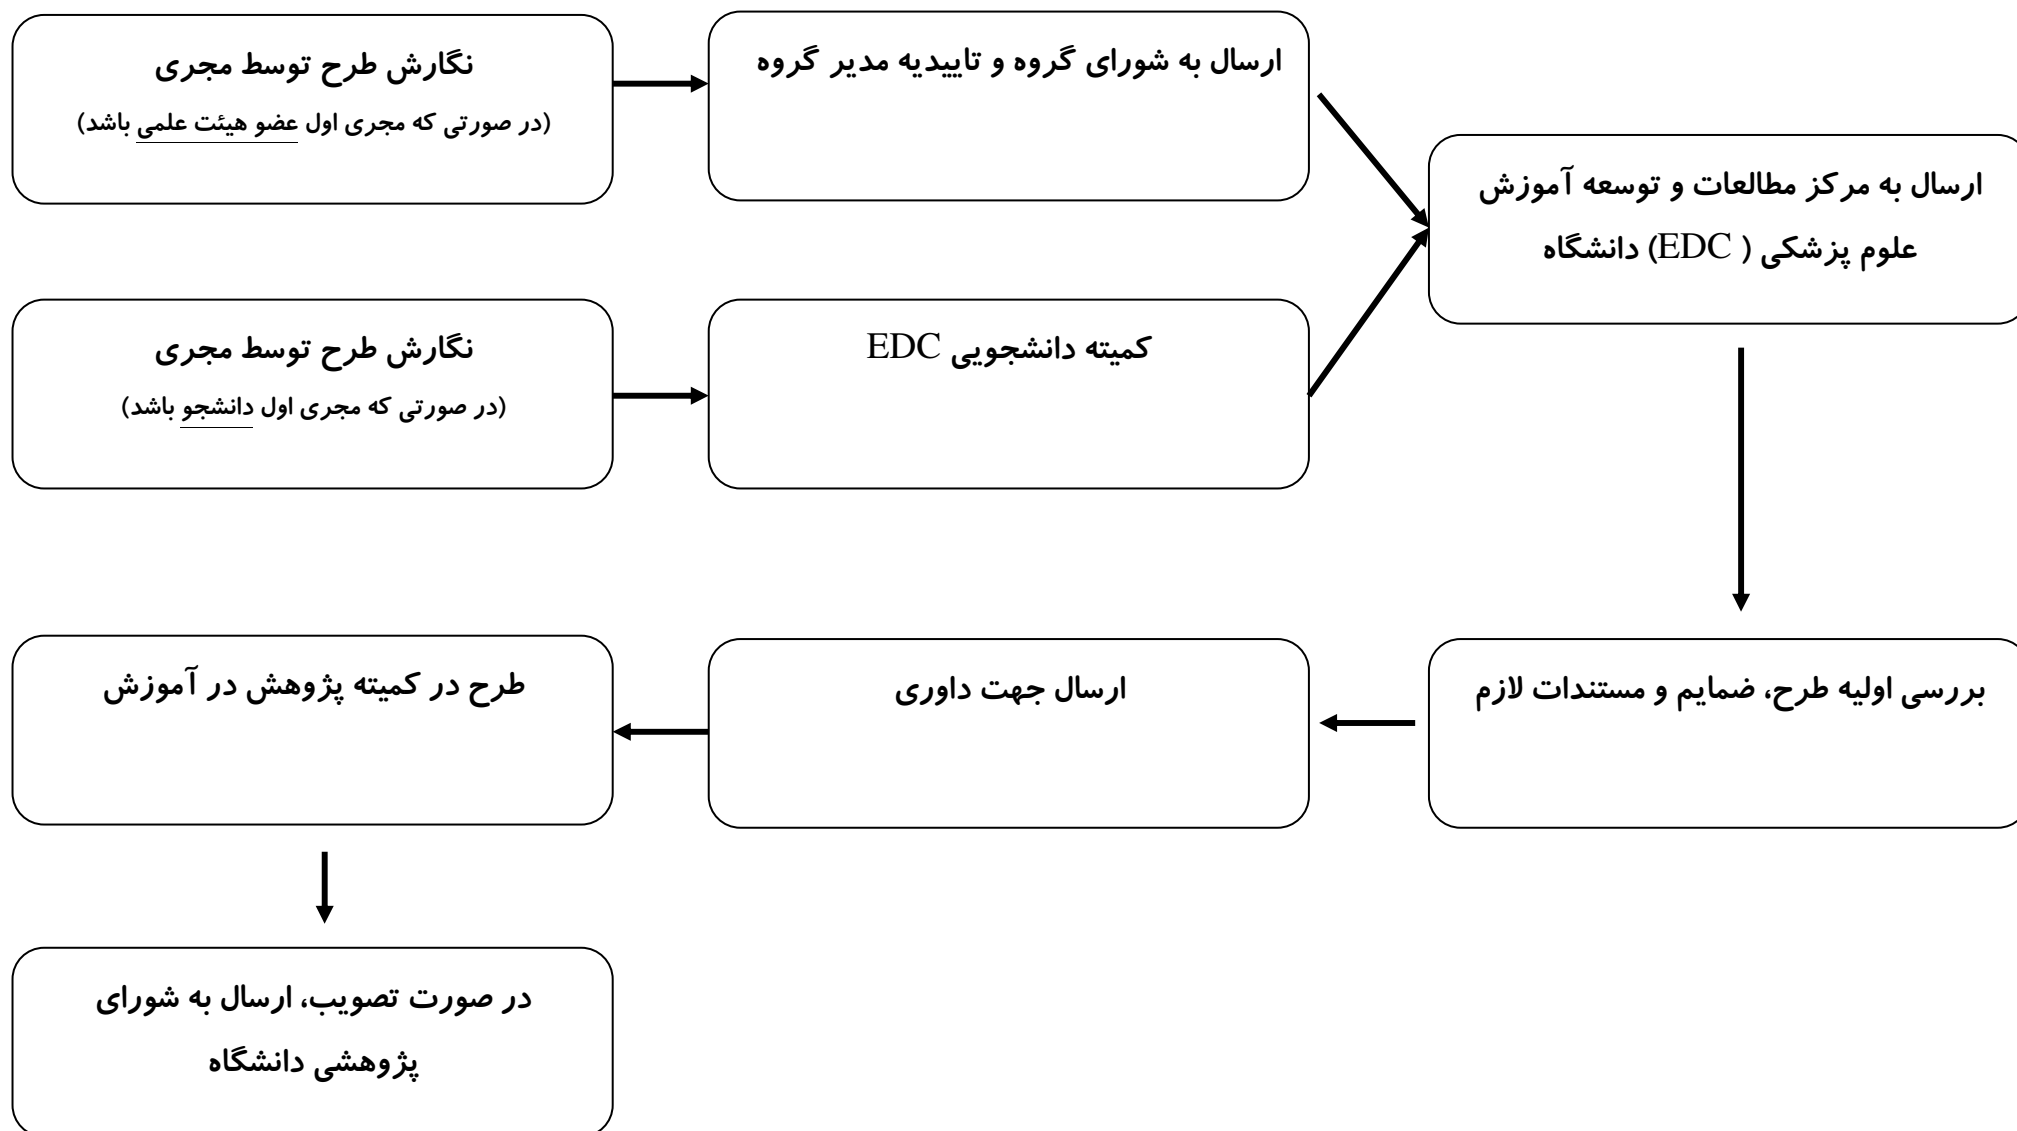 نگارش طرح توسط مجری
(در صورتی که مجری اول عضو هیئت علمی باشد)
ارسال به شورای گروه و تاییدیه مدیر گروه
نگارش طرح توسط مجری
(در صورتی که مجری اول دانشجو باشد)
کمیته دانشجویی EDC
ارسال به مرکز مطالعات و توسعه آموزش
علوم پزشکی ( EDC) دانشگاه
بررسی اولیه طرح، ضمایم و مستندات لازم
ارسال جهت داوری
طرح در کمیته پژوهش در آموزش
در صورت تصویب، ارسال به شورای
پژوهشی دانشگاه